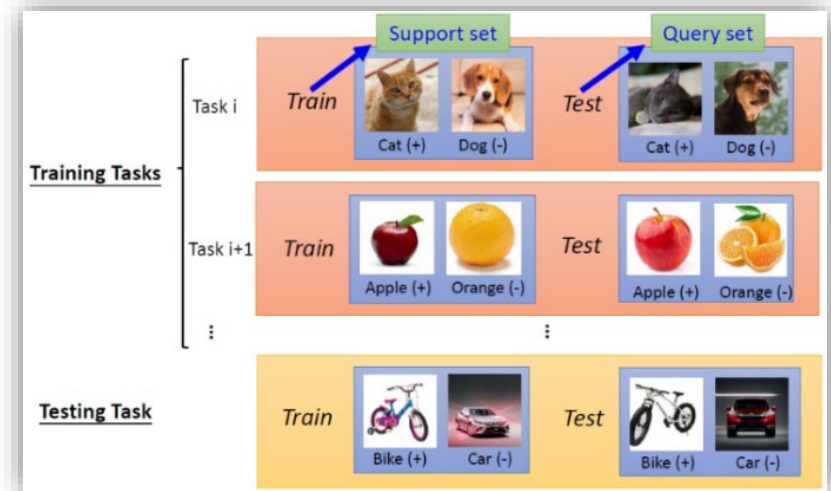 Support set
Query set
Task i
Train
Test
Cat (+)
Dog (-)
Cat (+)
Dog (-)
Training Tasks
Task i+1
Train
Test
Apple (+)
Orange (-)
Apple (+)
Orange (-)
⋮
⋮
Testing Task
Train
Test
Bike (+)
Car (-)
Bike (+)
Car (-)